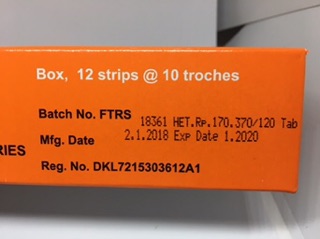 Box, 12 strips @ 10 troches
Batch No. FTRS 18361 HET.Rp.170.370/120 Tab
Mfg. Date 2.1.2018 Exp Date 1.2020
RIES
Reg. No. DKL7215303612A1